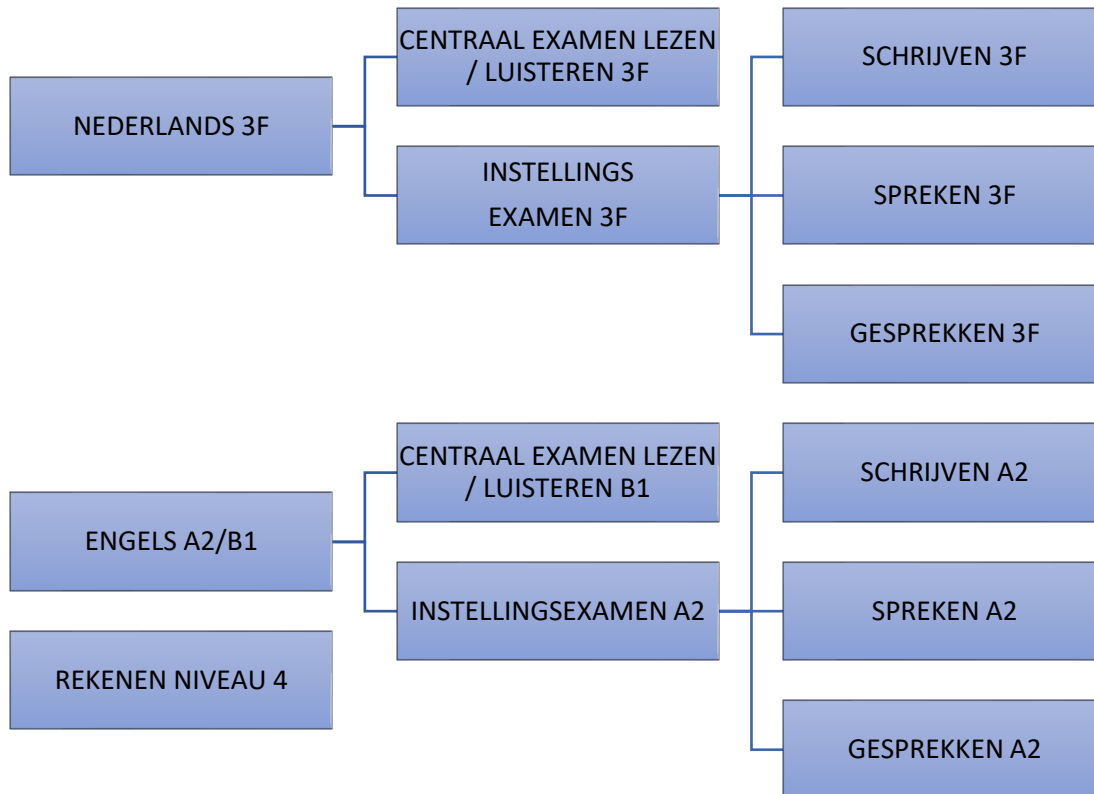 NEDERLANDS 3F
CENTRAAL EXAMEN LEZEN
/ LUISTEREN 3F
INSTELLINGS
EXAMEN 3F
SCHRIJVEN 3F
SPREKEN 3F
GESPREKKEN 3F
ENGELS A2/B1
CENTRAAL EXAMEN LEZEN
/ LUISTEREN B1
INSTELLINGSEXAMEN A2
SCHRIJVEN A2
SPREKEN A2
GESPREKKEN A2
REKENEN NIVEAU 4